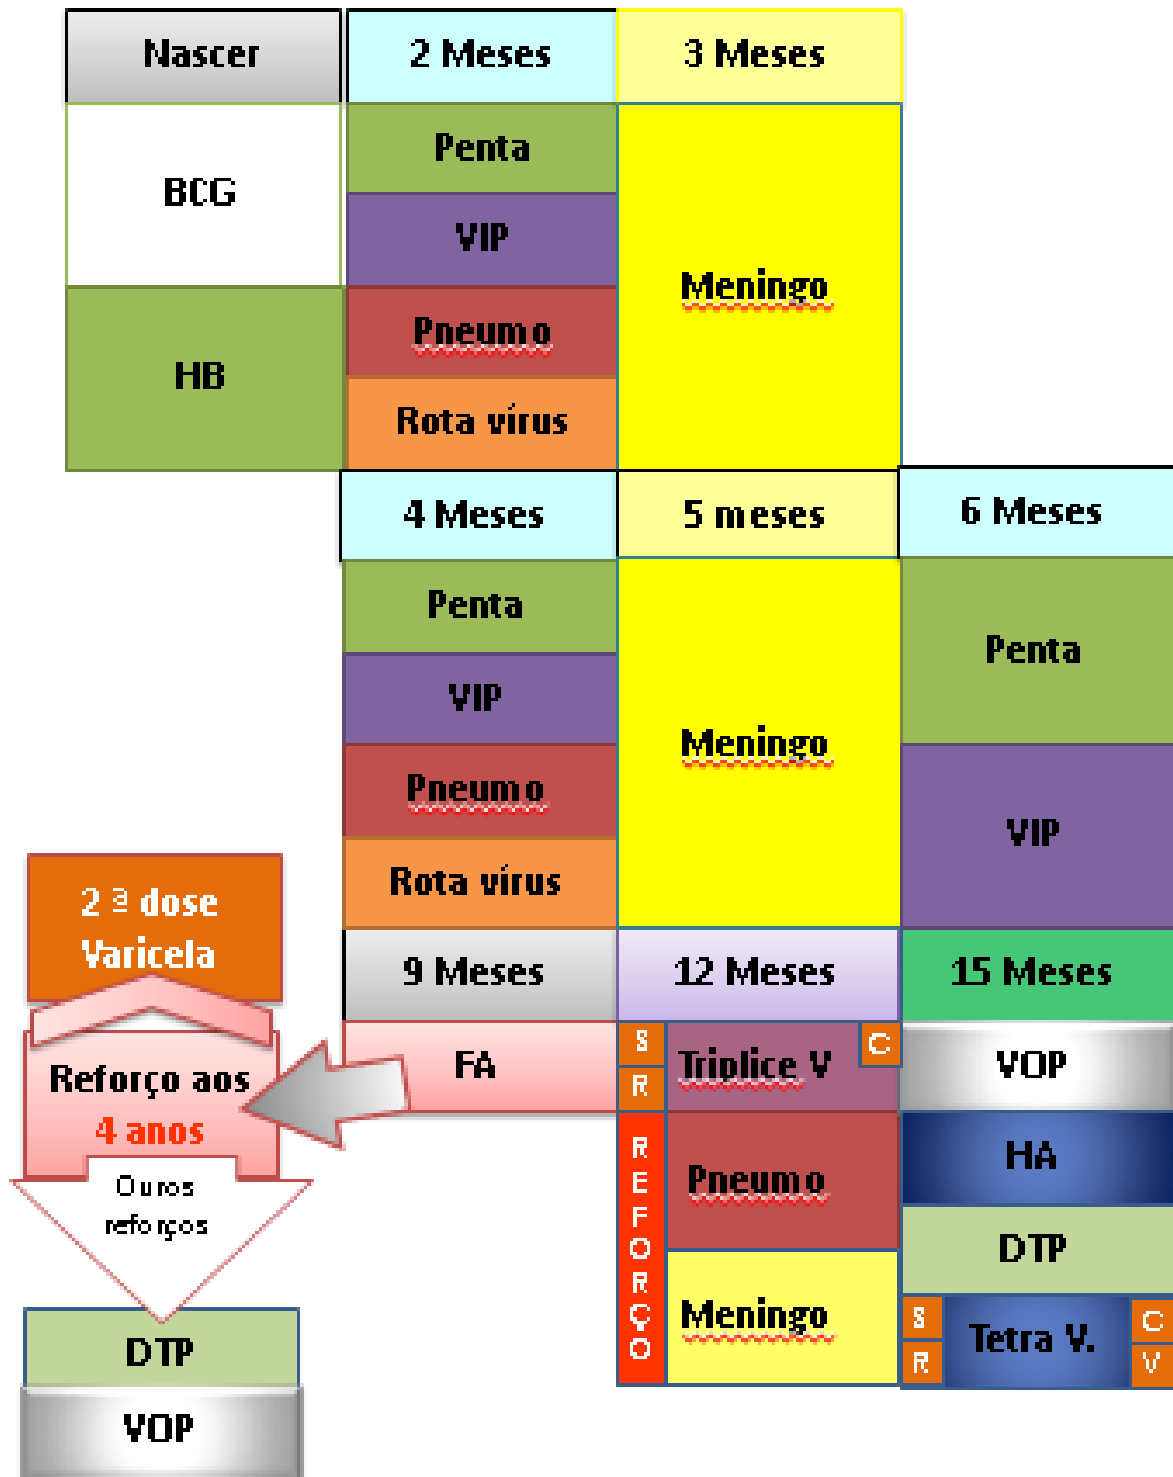 Nascer
2 Meses
3 Meses
BCG
HB
Penta
VIP
Pneumo
Rota vírus
Meningo
4 Meses
5 meses
6 Meses
Penta
VIP
Pneumo
Rota vírus
Meningo
Penta
VIP
9 Meses
12 Meses
15 Meses
FA
S
R
Triplice V
C
REFORÇO
Pneumo
Meningo
VOP
HA
DTP
S
R
Tetra V.
C
V
2 ª dose
Varicela
Reforço aos
4 anos
Ouros
reforços
DTP
VOP